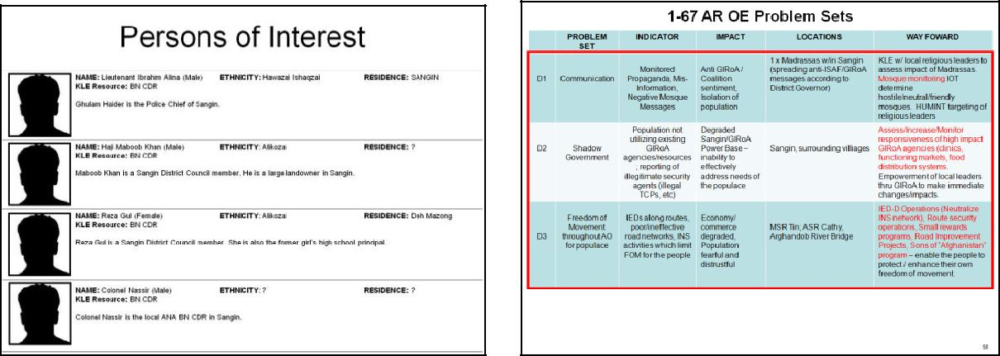 Persons of Interest
NAME: Lieutenant Ibrahim Alina (Male) ETHNICITY: Hawazai Ishaqzai RESIDENCE: SANGIN
KLE Resource: BN CDR
Ghulam Haider is the Police Chief of Sangin.
NAME: Haji Maboob Khan (Male) ETHNICITY: Alikozai RESIDENCE: ?
KLE Resource: BN CDR
Maboob Khan is a Sangin District Council member. He is a large landowner in Sangin.
NAME: Reza Gul (Female) ETHNICITY: Alikozai RESIDENCE: Deh Mazong
KLE Resource: BN CDR
Reza Gul is a Sangin District Council member. She is also the former girl's high school principal.
NAME: Colonel Nassir (Male) ETHNICITY: ? RESIDENCE: ?
KLE Resource: BN CDR
Colonel Nassir is the local ANA BN CDR in Sangin.
1-67 AR OE Problem Sets
PROBLEM
SET
INDICATOR
IMPACT
LOCATIONS
WAY FOWARD
D1
Communication
Monitored
Propaganda, Mis-
Information,
Negative Mosque
Messages
Anti GIRoA /
Coalition
sentiment,
Isolation of
population
1 x Madrassas w/in Sangin
(spreading anti-ISAF/GIRoA
messages according to
District Governor)
KLE w/ local religious leaders to
assess impact of Madrassas.
Mosque monitoring IOT
determine
hostile/neutral/friendly
mosques. HUMINT targeting of
religious leaders
D2
Shadow
Government
Population not
utilizing existing
GIRoA
agencies/resources
; reporting of
illegitimate security
agents (illegal
TCPs, etc)
Degraded
Sangin/GIRoA
Power Base –
inability to
effectively
address needs of
the populace
Sangin, surrounding villiages
Assess/Increase/Monitor
responsiveness of high impact
GIRoA agencies (clinics,
functioning markets, food
distribution systems.
Empowerment of local leaders
thru GIRoA to make immediate
changes/impacts.
D3
Freedom of
Movement
throughout AO
for populace
IEDs along routes,
poor/ineffective
road networks, INS
activities which limit
FOM for the people
Economy/
commerce
degraded,
Population
fearful and
distrustful
MSR Tin, ASR Cathy,
Arghandob River Bridge
IED-D Operations (Neutralize
INS network), Route security
operations, Small rewards
programs, Road Improvement
Projects, Sons of "Afghanistan"
program – enable the people to
protect / enhance their own
freedom of movement.